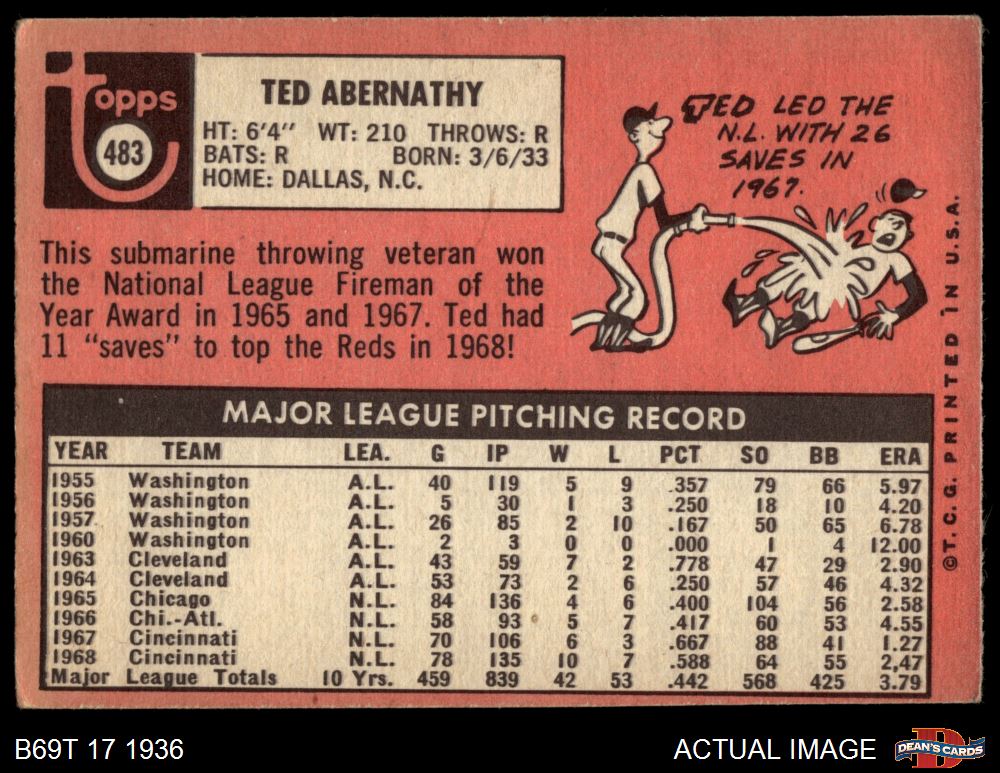 topps
483
TED ABERNATHY
HT: 6'4" WT: 210 THROWS: R
BATS: R BORN: 3/6/33
HOME: DALLAS, N.C.
TED LED THE
N.L. WITH 26
SAVES IN
1967.
This submarine throwing veteran won
the National League Fireman of the
Year Award in 1965 and 1967. Ted had
11 "saves" to top the Reds in 1968!
MAJOR LEAGUE PITCHING RECORD
YEAR TEAM LEA. G IP W L PCT SO BB ERA
1955 Washington A.L. 40 119 5 9 .357 79 66 5.97
1956 Washington A.L. 5 30 1 3 .250 18 10 4.20
1957 Washington A.L. 26 85 2 10 .167 50 65 6.78
1960 Washington A.L. 2 3 0 0 .000 1 4 12.00
1963 Cleveland A.L. 43 59 7 2 .778 47 29 2.90
1964 Cleveland A.L. 53 73 2 6 .250 57 46 4.32
1965 Chicago N.L. 84 136 4 6 .400 104 56 2.58
1966 Chi.-Atl. N.L. 58 93 5 7 .417 60 53 4.55
1967 Cincinnati N.L. 70 106 6 3 .667 88 41 1.27
1968 Cincinnati N.L. 78 135 10 7 .588 64 55 2.47
Major League Totals 10 Yrs. 459 839 42 53 .442 568 425 3.79
© T. C. G. PRINTED IN U.S.A.
B69T 17 1936
ACTUAL IMAGE
D
DEAN'S CARDS